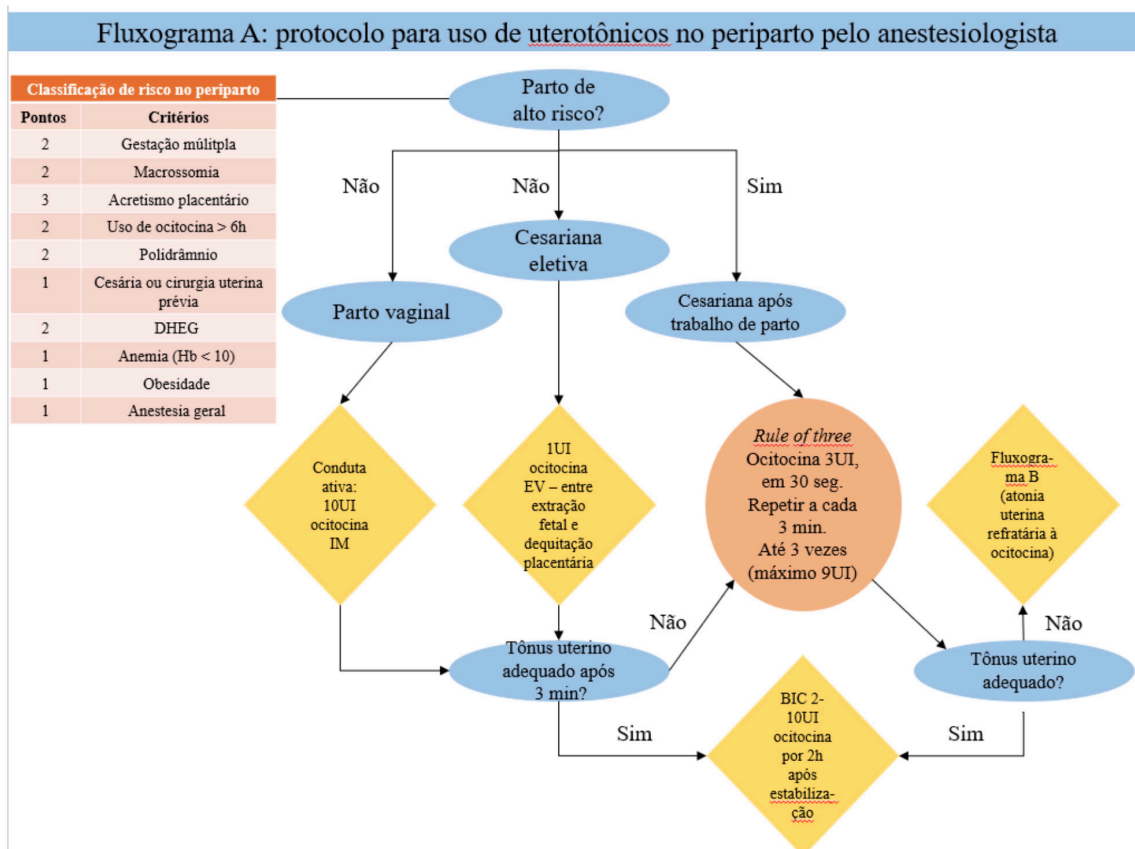 Fluxograma A: protocolo para uso de uterotônicos no periparto pelo anestesiologista
Classificação de risco no periparto
Pontos Critérios
2 Gestação múlitpla
2 Macrossomia
3 Acretismo placentário
2 Uso de ocitocina > 6h
2 Polidrâmnio
1 Cesária ou cirurgia uterina
prévia
2 DHEG
1 Anemia (Hb < 10)
1 Obesidade
1 Anestesia geral
Parto de
alto risco?
Não
Não
Sim
Parto vaginal
Cesariana
eletiva
Cesariana após
trabalho de parto
Conduta
ativa:
10UI
ocitocina
IM
1UI
ocitocina
EV – entre
extração
fetal e
dequitação
placentária
Rule of three
Ocitocina 3UI,
em 30 seg.
Repetir a cada
3 min.
Até 3 vezes
(máximo 9UI)
Fluxogra-
ma B
(atonia
uterina
refratária à
ocitocina)
Tônus uterino
adequado após
3 min?
Não
Sim
Tônus uterino
adequado?
Não
Sim
BIC 2-
10UI
ocitocina
por 2h
após
estabiliza-
ção